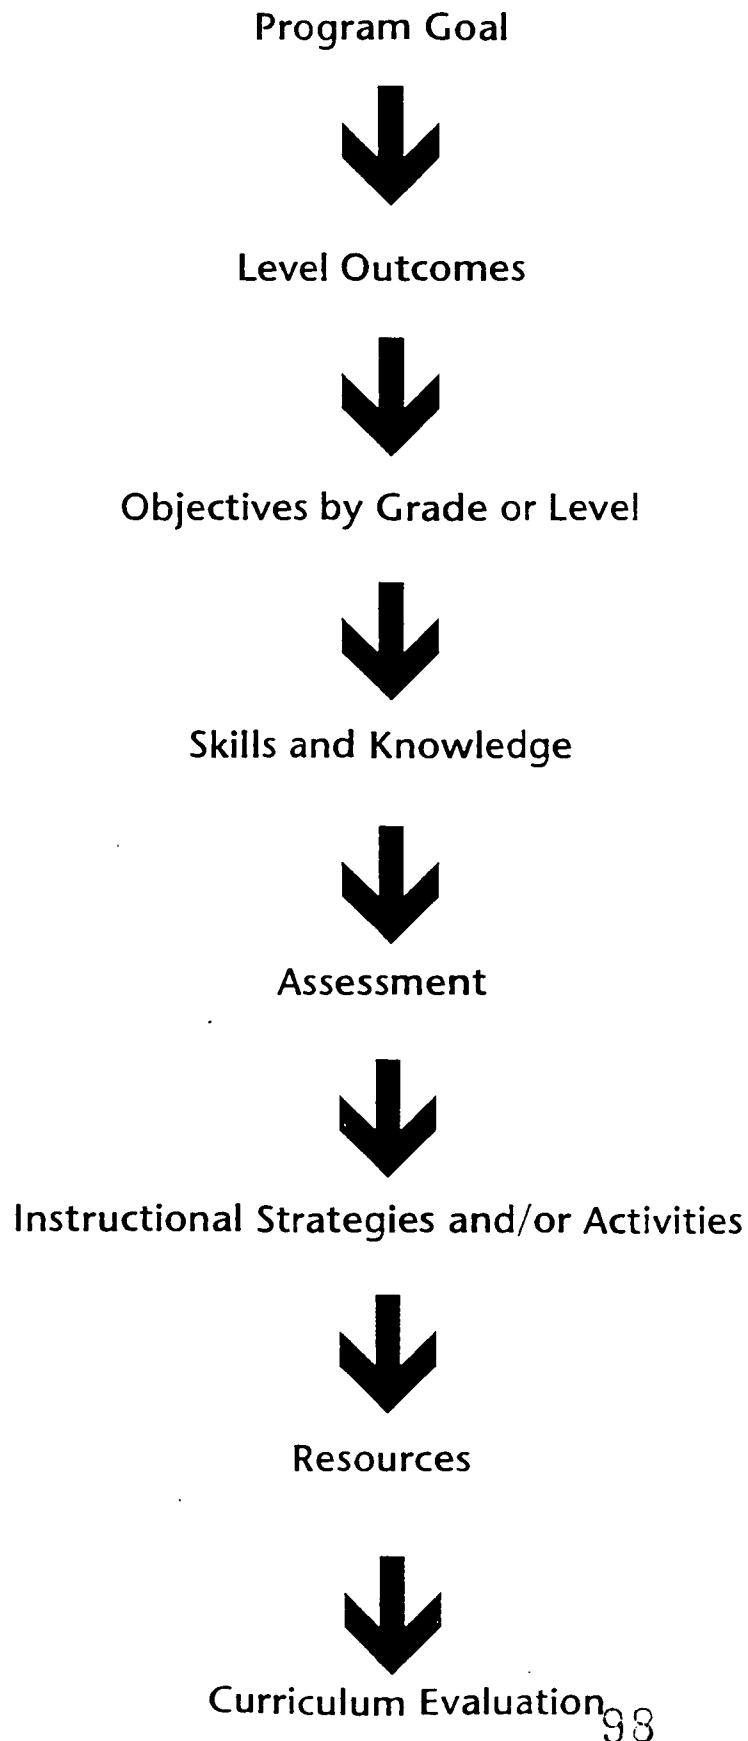 Program Goal
Level Outcomes
Objectives by Grade or Level
Skills and Knowledge
Assessment
Instructional Strategies and/or Activities
Resources
Curriculum Evaluation
98